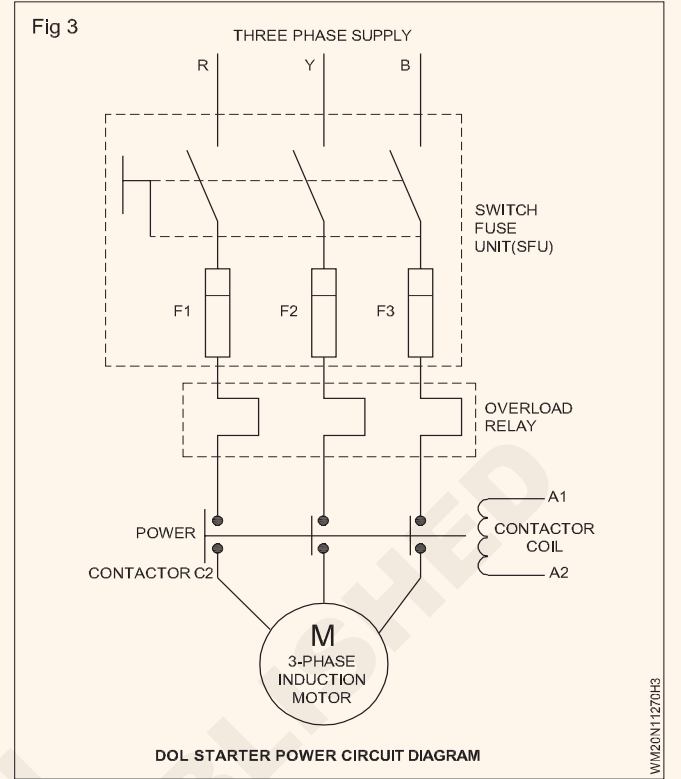 Fig 3
THREE PHASE SUPPLY
R Y B
SWITCH
FUSE
UNIT(SFU)
F1 F2 F3
OVERLOAD
RELAY
POWER
CONTACTOR C2
A1
CONTACTOR
COIL
A2
M
3-PHASE
INDUCTION
MOTOR
DOL STARTER POWER CIRCUIT DIAGRAM
WM20N11270H3